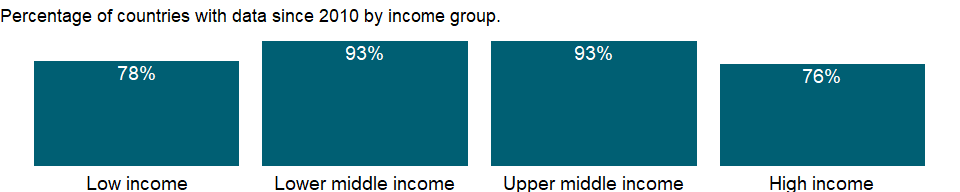 Percentage of countries with data since 2010 by income group.
78%
93%
93%
76%
Low income
Lower middle income
Upper middle income
High income